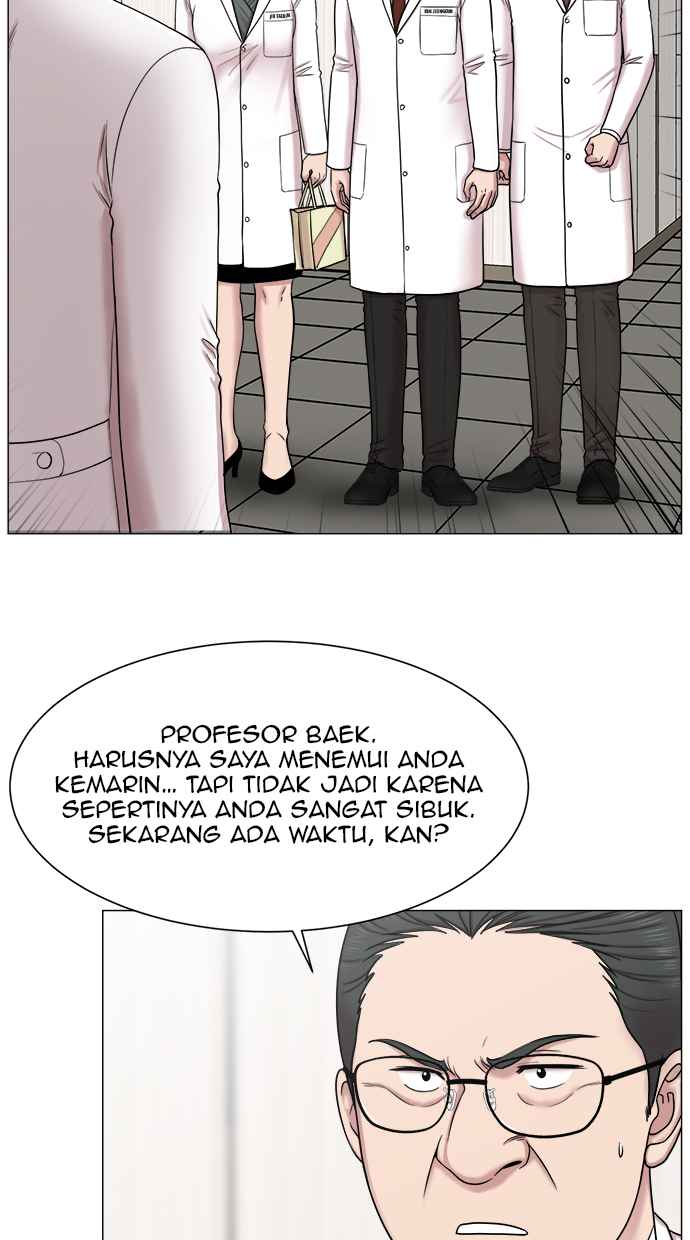 PROFESOR BAEK.
HARUSNYA SAYA MENEMUI ANDA
KEMARIN... TAPI TIDAK JADI KARENA
SEPERTINYA ANDA SANGAT SIBUK.
SEKARANG ADA WAKTU, KAN?